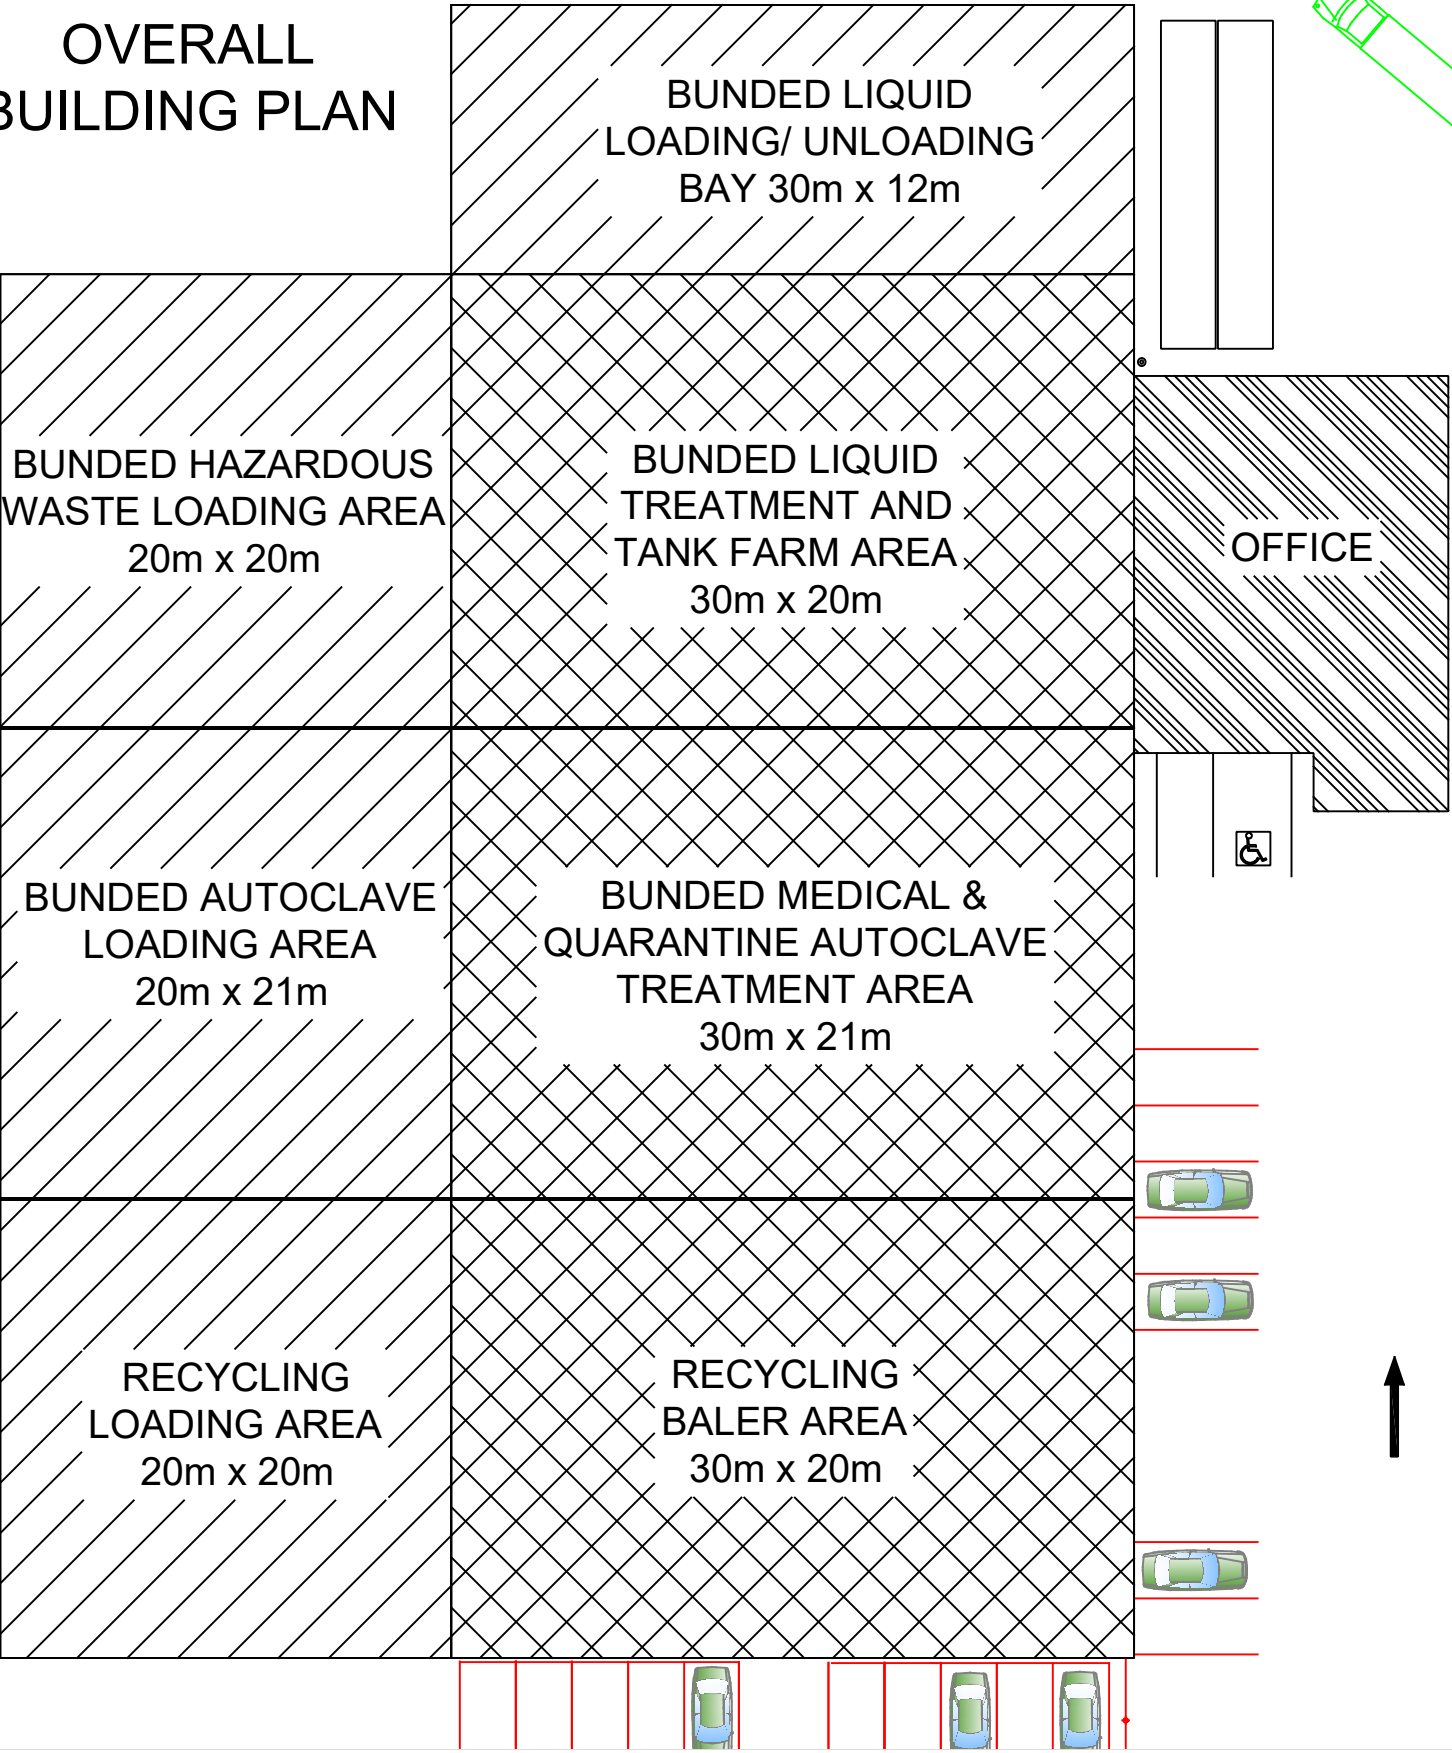 OVERALL
BUILDING PLAN
BUNDED LIQUID
LOADING/ UNLOADING
BAY 30m x 12m
BUNDED HAZARDOUS
WASTE LOADING AREA
20m x 20m
BUNDED LIQUID
TREATMENT AND
TANK FARM AREA
30m x 20m
OFFICE
BUNDED AUTOCLAVE
LOADING AREA
20m x 21m
BUNDED MEDICAL &
QUARANTINE AUTOCLAVE
TREATMENT AREA
30m x 21m
RECYCLING
LOADING AREA
20m x 20m
RECYCLING
BALER AREA
30m x 20m